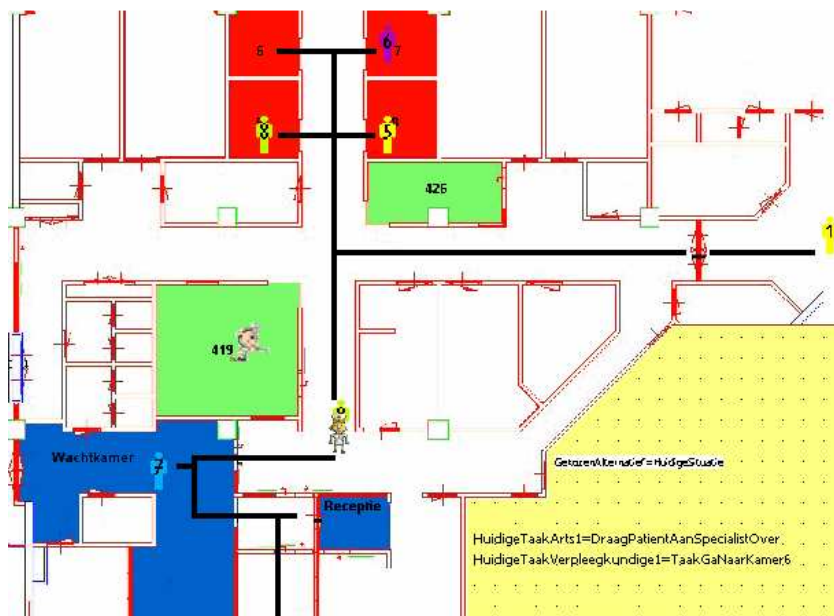 6
6
7
8
5
426
1
419
Wachtkamer
7
Receptie
GekozenAlternatief=HuidigeSituatie
HuidigeTaakArts1=DraagPatientAanSpecialistOver
HuidigeTaakVerpleegkundige1=TaakGaNaarKamer6